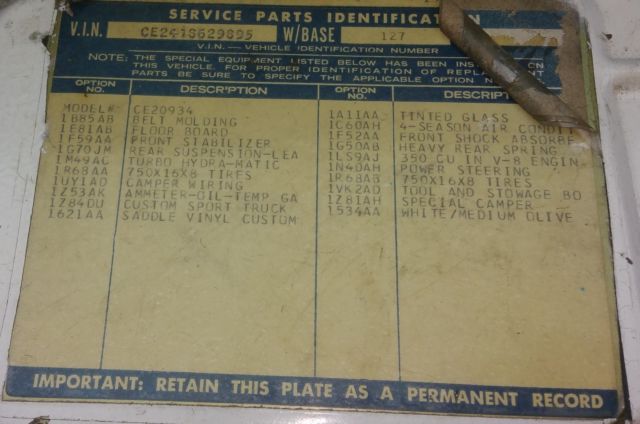 SERVICE PARTS IDENTIFICATION
V.I.N. CE241S629895 W/BASE 127
V.I.N. — VEHICLE IDENTIFICATION NUMBER
NOTE: THE SPECIAL EQUIPMENT LISTED BELOW HAS BEEN INST ON
THIS VEHICLE. FOR PROPER IDENTIFICATION OF REPLA NT
PARTS BE SURE TO SPECIFY THE APPLICABLE OPTION N
OPTION NO. DESCRIPTION OPTION NO. DESCRIPT
MODEL# CE20934 1A11AA TINTED GLASS
1B85AB BELT MOLDING 1C60AH 4-SEASON AIR CONDIT
1F81AB FLOOR BOARD 1F52AA FRONT SHOCK ABSORBE
1F59AA FRONT STABILIZER 1G50AB HEAVY REAR SPRING
1G70JM REAR SUSPENSION-LEA 1LS9AJ 350 CU IN V-8 ENGIN
1M49AC TURBO HYDRA-MATIC 1N40AH POWER STEERING
1R68AA 750X16X8 TIRES 1R68AB 750X16X8 TIRES
1UY1AD CAMPER WIRING 1VK2AD TOOL AND STOWAGE BO
1Z53AK AMMETER-OIL-TEMP GA 1Z81AH SPECIAL CAMPER
1Z84DU CUSTOM SPORT TRUCK 1534AA WHITE/MEDIUM OLIVE
1621AA SADDLE VINYL CUSTOM
IMPORTANT: RETAIN THIS PLATE AS A PERMANENT RECORD